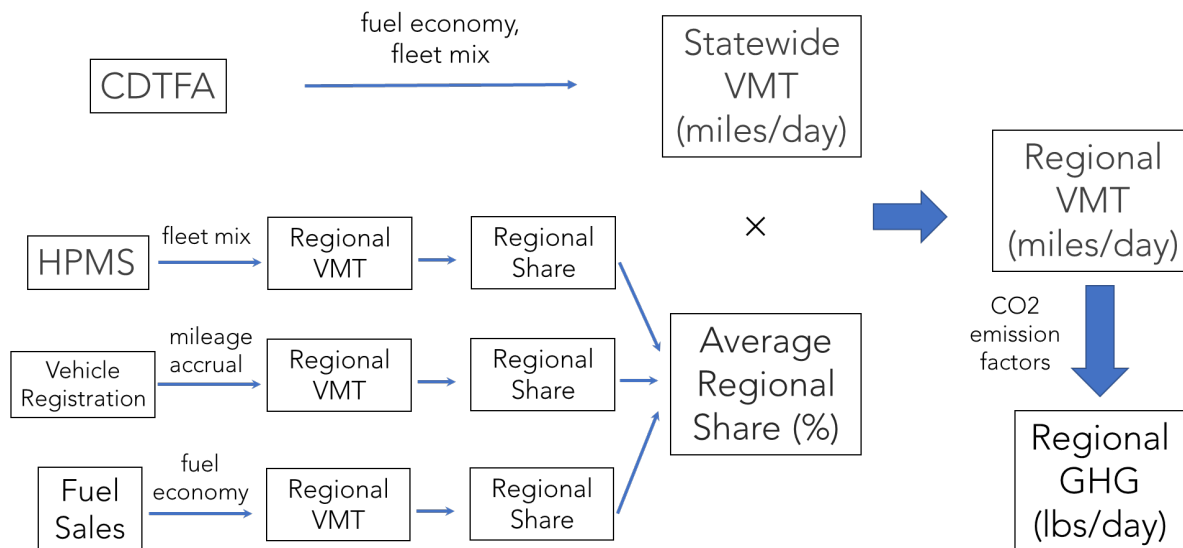 fuel economy,
fleet mix
CDTFA
Statewide
VMT
(miles/day)
Regional
VMT
(miles/day)
×
HPMS
fleet mix
Regional
VMT
Regional
Share
Vehicle
Registration
mileage
accrual
Regional
VMT
Regional
Share
Average
Regional
Share (%)
CO2
emission
factors
Fuel
Sales
fuel
economy
Regional
VMT
Regional
Share
Regional
GHG
(lbs/day)